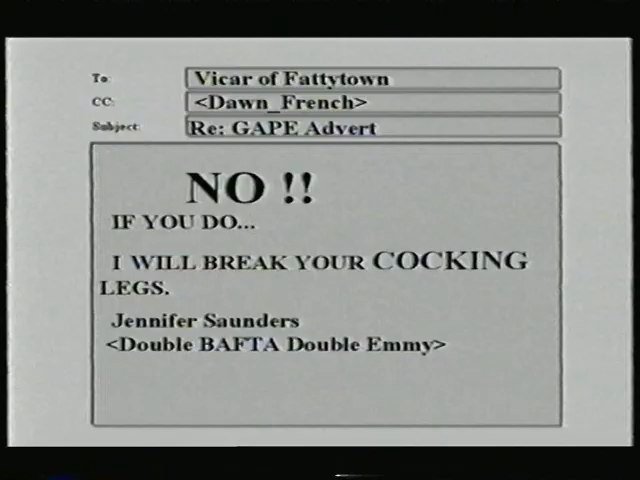 To: Vicar of Fattytown
CC: <Dawn_French>
Subject: Re: GAPE Advert
NO !!
IF YOU DO...
I WILL BREAK YOUR COCKING
LEGS.
Jennifer Saunders
<Double BAFTA Double Emmy>